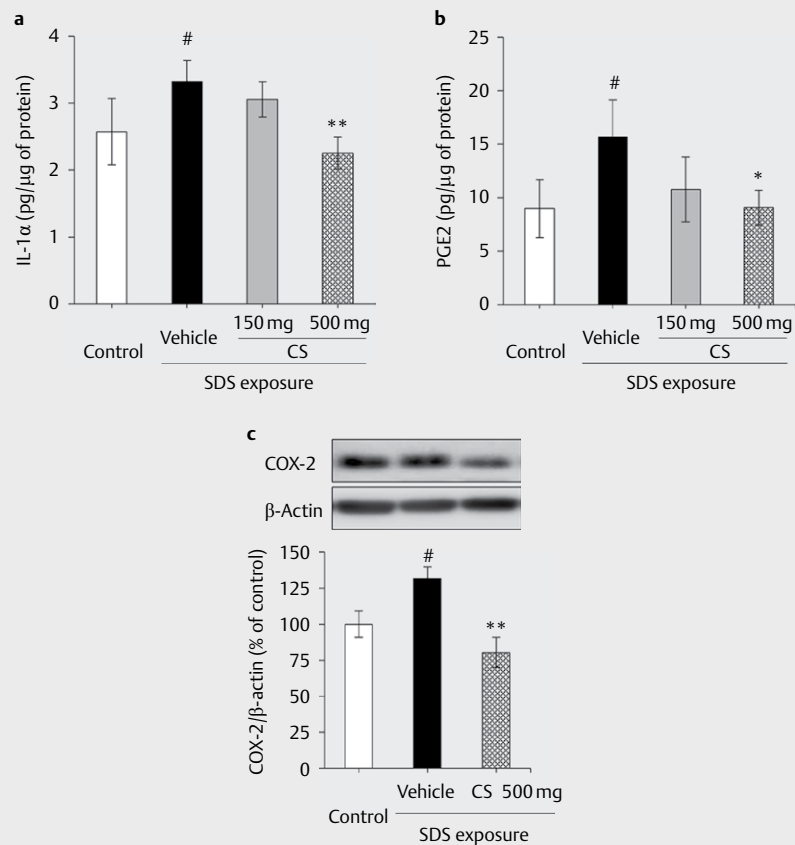 a
IL-1α (pg/μg of protein)
4
3
2
1
0
#
**
150 mg 500 mg
Control Vehicle CS
SDS exposure
b
PGE2 (pg/μg of protein)
25
20
15
10
5
0
#
*
150 mg 500 mg
Control Vehicle CS
SDS exposure
c
COX-2
β-Actin
COX-2/β-actin (% of control)
150
125
100
75
50
25
0
#
**
Vehicle CS 500 mg
Control
SDS exposure